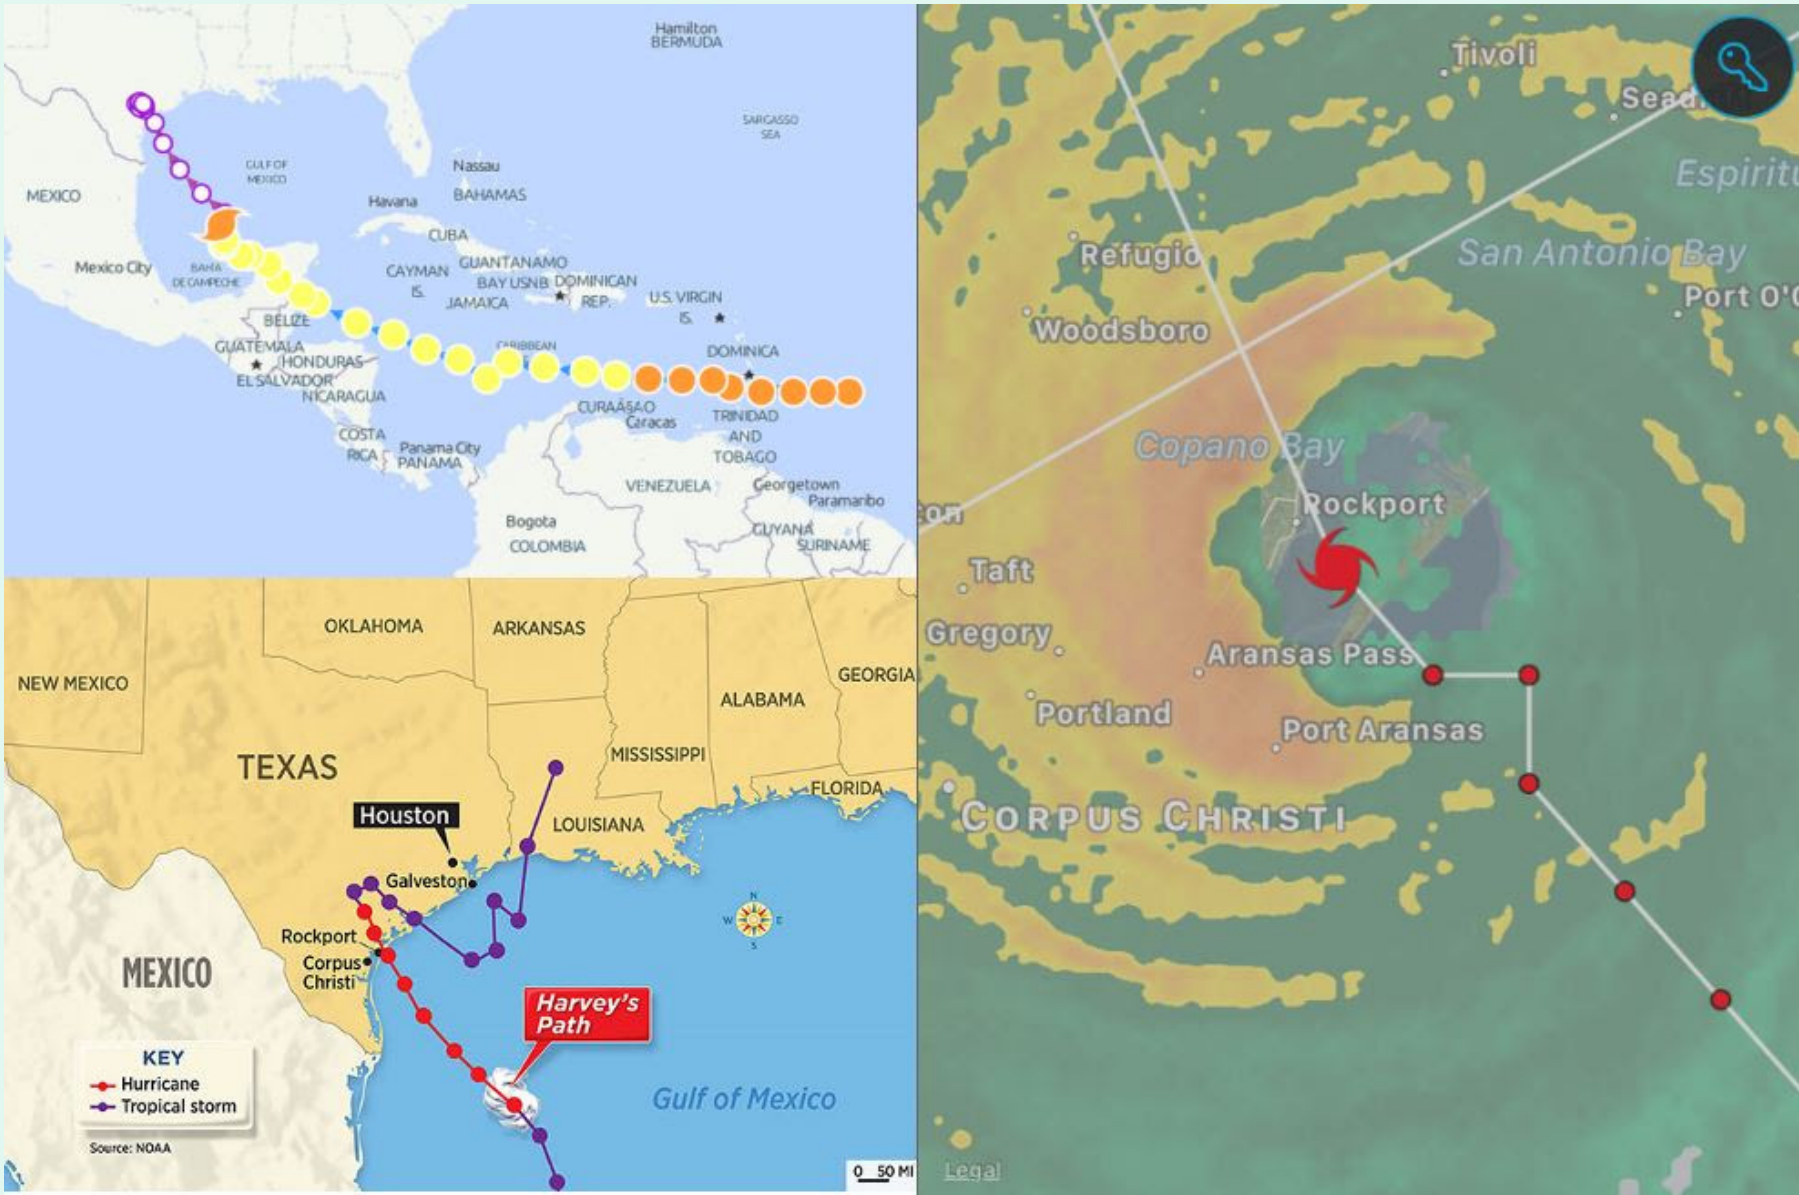 Hamilton
BERMUDA
SARGASSO
SEA
GULF OF
MEXICO
Nassau
BAHAMAS
MEXICO
Havana
CUBA
Mexico City
BAHIA
DE CAMPECHE
CAYMAN
IS.
GUANTANAMO
BAY USNB
JAMAICA
DOMINICAN
REP.
U.S. VIRGIN
IS.
BELIZE
GUATEMALA
HONDURAS
EL SALVADOR
NICARAGUA
CARIBBEAN
DOMINICA
CURAÃ§AO
Caracas
TRINIDAD
AND
TOBAGO
COSTA
RICA
Panama City
PANAMA
VENEZUELA
Georgetown
Paramaribo
GUYANA
SURINAME
Bogota
COLOMBIA
OKLAHOMA
ARKANSAS
NEW MEXICO
GEORGIA
ALABAMA
TEXAS
MISSISSIPPI
FLORIDA
Houston
LOUISIANA
Galveston
N
W
E
S
Rockport
Corpus
Christi
MEXICO
Harvey's
Path
KEY
Hurricane
Tropical storm
Source: NOAA
Gulf of Mexico
0 50 MI
Tivoli
Sead
Espiritu
San Antonio Bay
Refugio
Port O'C
Woodsboro
Copano Bay
Rockport
ton
Taft
Gregory
Aransas Pass
Portland
Port Aransas
CORPUS CHRISTI
Legal